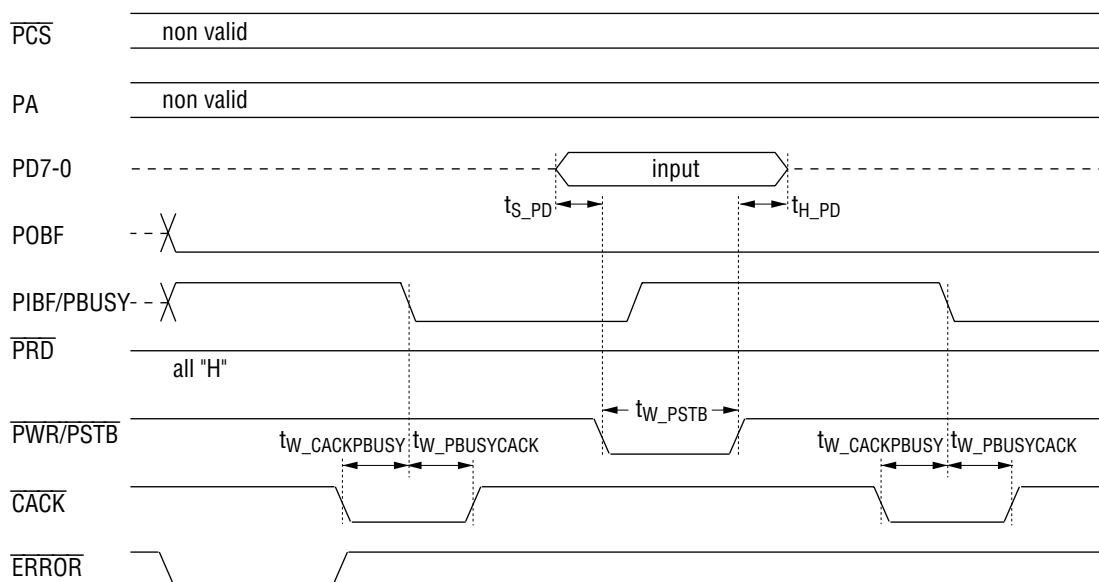 PCS non valid
PA non valid
PD7-0 input
tS_PD tH_PD
POBF
PIBF/PBUSY
PRD
all "H"
tW_PSTB
PWR/PSTB
tW_CACKPBUSY tW_PBUSYCACK tW_CACKPBUSY tW_PBUSYCACK
CACK
ERROR